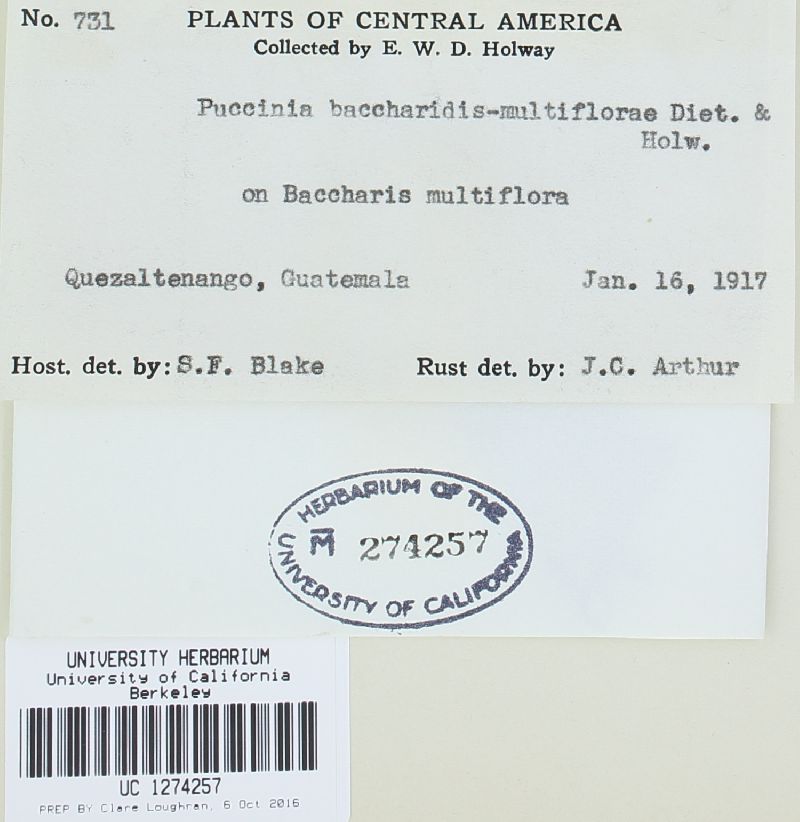 No. 731 PLANTS OF CENTRAL AMERICA
Collected by E. W. D. Holway
Puccinia baccharidis-multiflorae Diet. &
Holw.
on Baccharis multiflora
Quezaltenango, Guatemala Jan. 16, 1917
Host. det. by: S.F. Blake Rust det. by: J.C. Arthur
HERBARIUM OF THE
M̅ 274257
UNIVERSITY OF CALIFORNIA
UNIVERSITY HERBARIUM
University of California
Berkeley
UC 1274257
PREP BY Clare Loughran, 6 Oct 2016